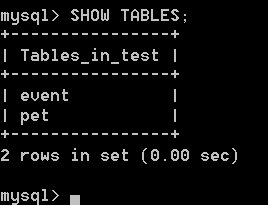 mysql> SHOW TABLES;
+----------------+
| Tables_in_test |
+----------------+
| event          |
| pet            |
+----------------+
2 rows in set (0.00 sec)
mysql>